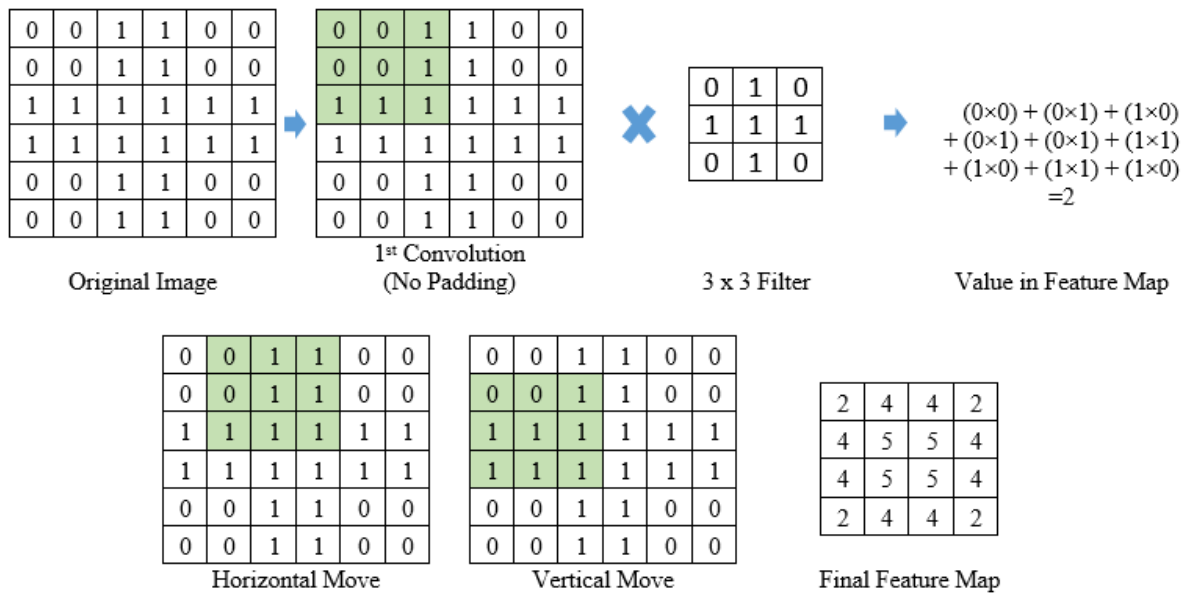 0 0 1 1 0 0
0 0 1 1 0 0
1 1 1 1 1 1
1 1 1 1 1 1
0 0 1 1 0 0
0 0 1 1 0 0
Original Image
0 0 1 1 0 0
0 0 1 1 0 0
1 1 1 1 1 1
1 1 1 1 1 1
0 0 1 1 0 0
0 0 1 1 0 0
1st Convolution
(No Padding)
0 1 0
1 1 1
0 1 0
3 x 3 Filter
(0×0) + (0×1) + (1×0)
+ (0×1) + (0×1) + (1×1)
+ (1×0) + (1×1) + (1×0)
=2
Value in Feature Map
0 0 1 1 0 0
0 0 1 1 0 0
1 1 1 1 1 1
1 1 1 1 1 1
0 0 1 1 0 0
0 0 1 1 0 0
Horizontal Move
0 0 1 1 0 0
0 0 1 1 0 0
1 1 1 1 1 1
1 1 1 1 1 1
0 0 1 1 0 0
0 0 1 1 0 0
Vertical Move
2 4 4 2
4 5 5 4
4 5 5 4
2 4 4 2
Final Feature Map